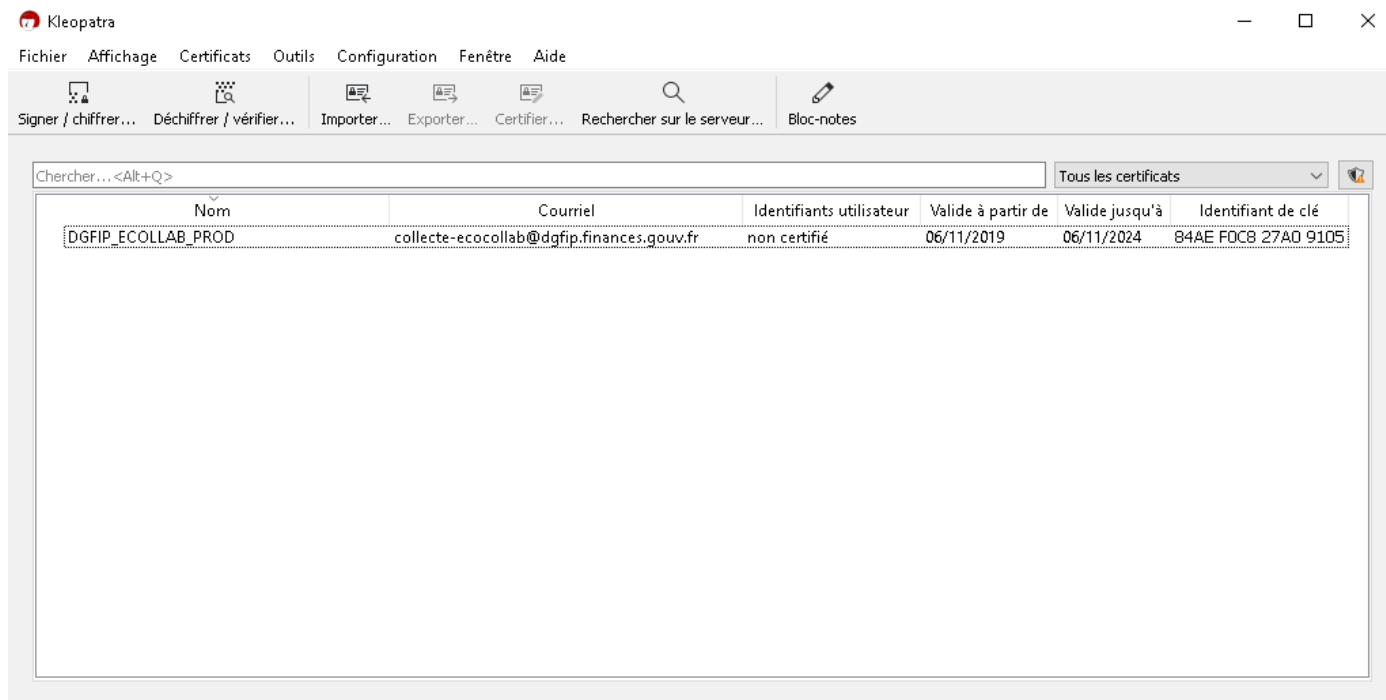 Kleopatra
Fichier Affichage Certificats Outils Configuration Fenêtre Aide
Signer / chiffrer... Déchiffrer / vérifier... Importer... Exporter... Certifier... Rechercher sur le serveur... Bloc-notes
Chercher...<Alt+Q> Tous les certificats
Nom Courriel Identifiants utilisateur Valide à partir de Valide jusqu'à Identifiant de clé
DGFIP_ECOLLAB_PROD collecte-ecocollab@dgfip.finances.gouv.fr non certifié 06/11/2019 06/11/2024 84AE F0C8 27A0 9105